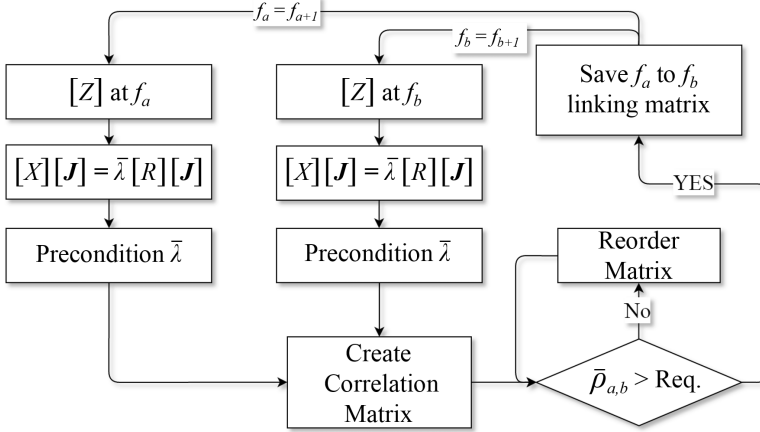 f_a = f_{a+1}
f_b = f_{b+1}
[Z] at f_a
[Z] at f_b
Save f_a to f_b
linking matrix
[X][J] = λ̄[R][J]
[X][J] = λ̄[R][J]
YES
Precondition λ̄
Precondition λ̄
Reorder
Matrix
No
Create
Correlation
Matrix
ρ̄_{a,b} > Req.